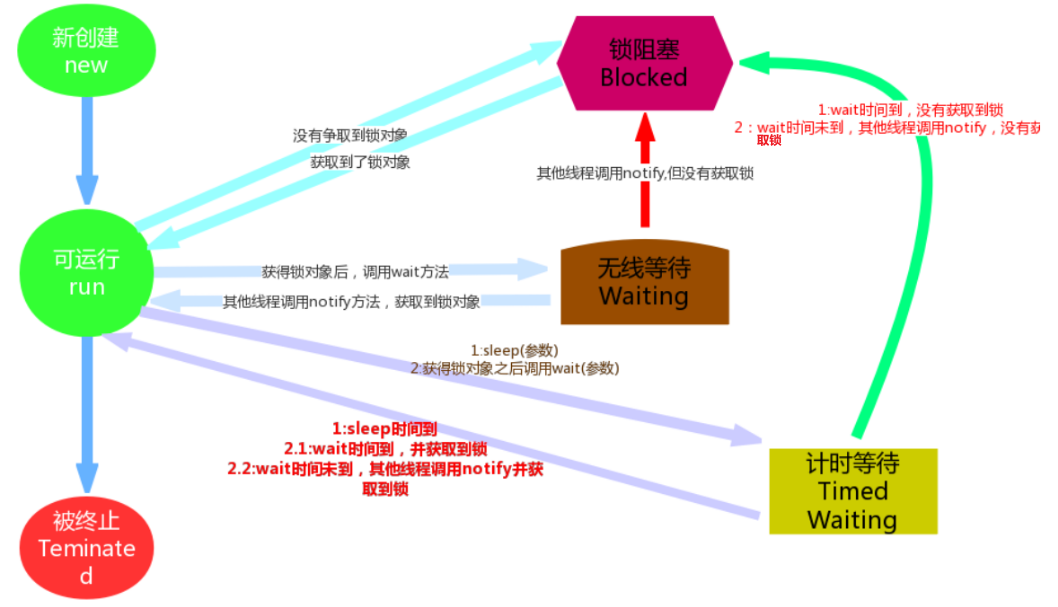 新创建
new
锁阻塞
Blocked
1:wait时间到，没有获取到锁
2：wait时间未到，其他线程调用notify，没有获
取锁
没有争取到锁对象
获取到了锁对象
其他线程调用notify,但没有获取锁
可运行
run
获得锁对象后，调用wait方法
其他线程调用notify方法，获取到锁对象
无线等待
Waiting
1:sleep(参数)
2:获得锁对象之后调用wait(参数)
1:sleep时间到
2.1:wait时间到，并获取到锁
2.2:wait时间未到，其他线程调用notify并获
取到锁
计时等待
Timed
Waiting
被终止
Teminate
d